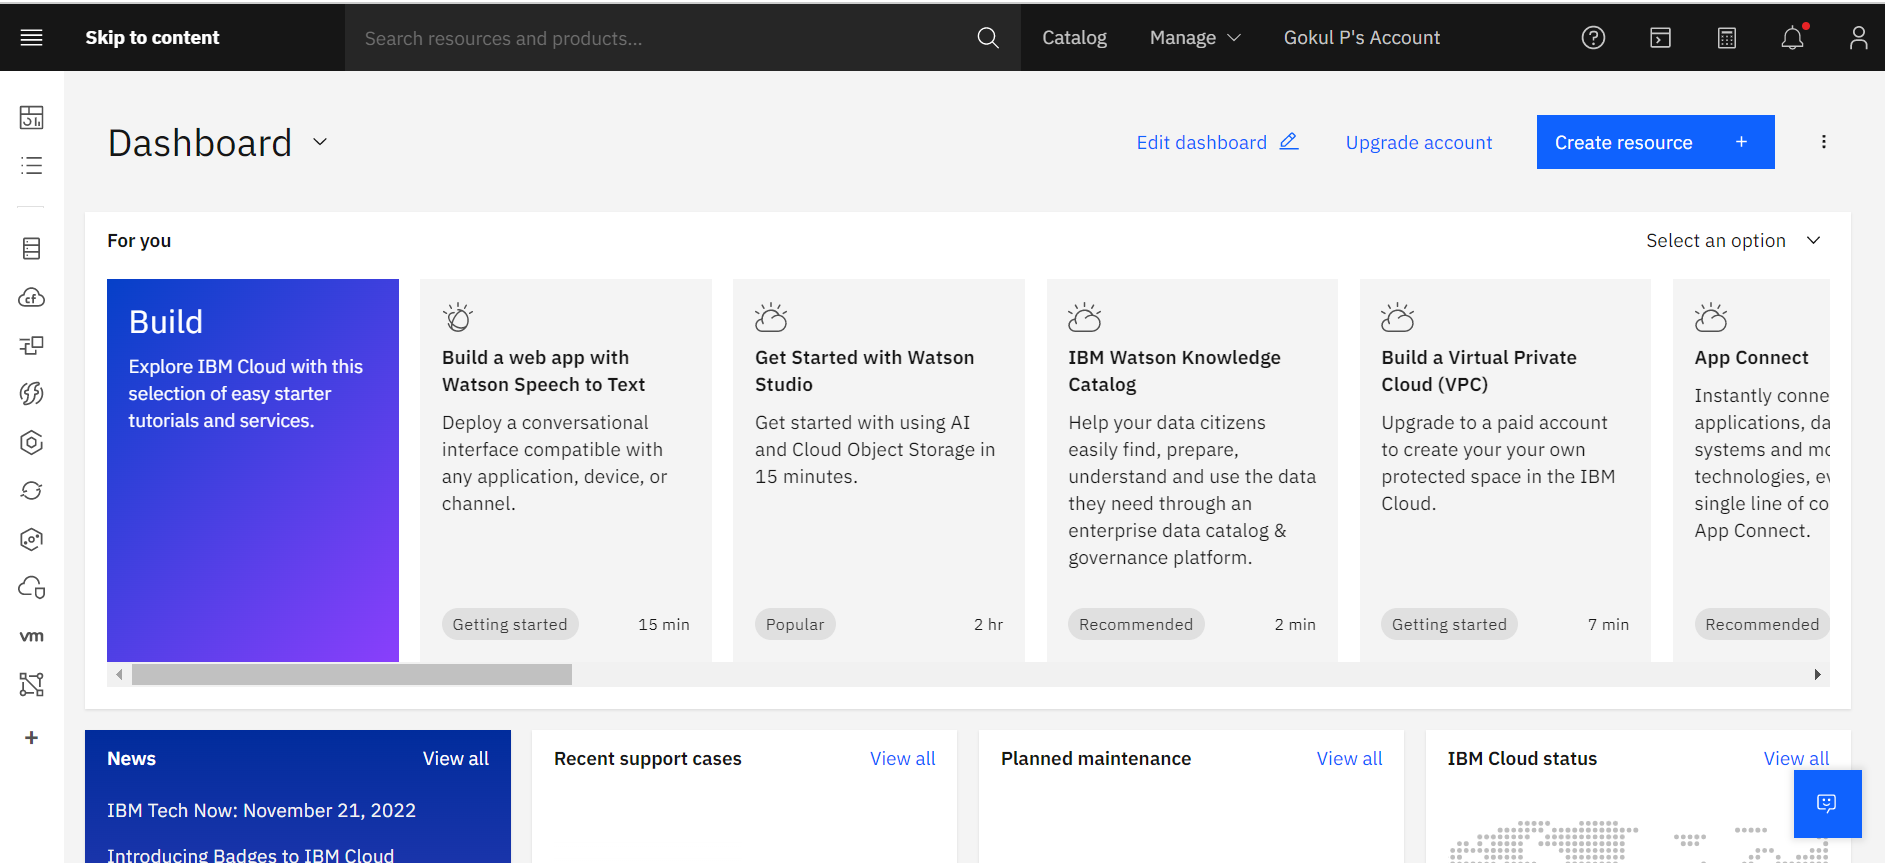 Skip to content
Search resources and products...
Catalog
Manage
Gokul P's Account
Dashboard
Edit dashboard
Upgrade account
Create resource +
For you
Select an option
Build
Explore IBM Cloud with this
selection of easy starter
tutorials and services.
Build a web app with
Watson Speech to Text
Deploy a conversational
interface compatible with
any application, device, or
channel.
Getting started
15 min
Get Started with Watson
Studio
Get started with using AI
and Cloud Object Storage in
15 minutes.
Popular
2 hr
IBM Watson Knowledge
Catalog
Help your data citizens
easily find, prepare,
understand and use the data
they need through an
enterprise data catalog &
governance platform.
Recommended
2 min
Build a Virtual Private
Cloud (VPC)
Upgrade to a paid account
to create your your own
protected space in the IBM
Cloud.
Getting started
7 min
App Connect
Instantly conne
applications, da
systems and mo
technologies, ev
single line of co
App Connect.
Recommended
cf
vm
+
News
View all
IBM Tech Now: November 21, 2022
Introducing Badges to IBM Cloud
Recent support cases
View all
Planned maintenance
View all
IBM Cloud status
View all